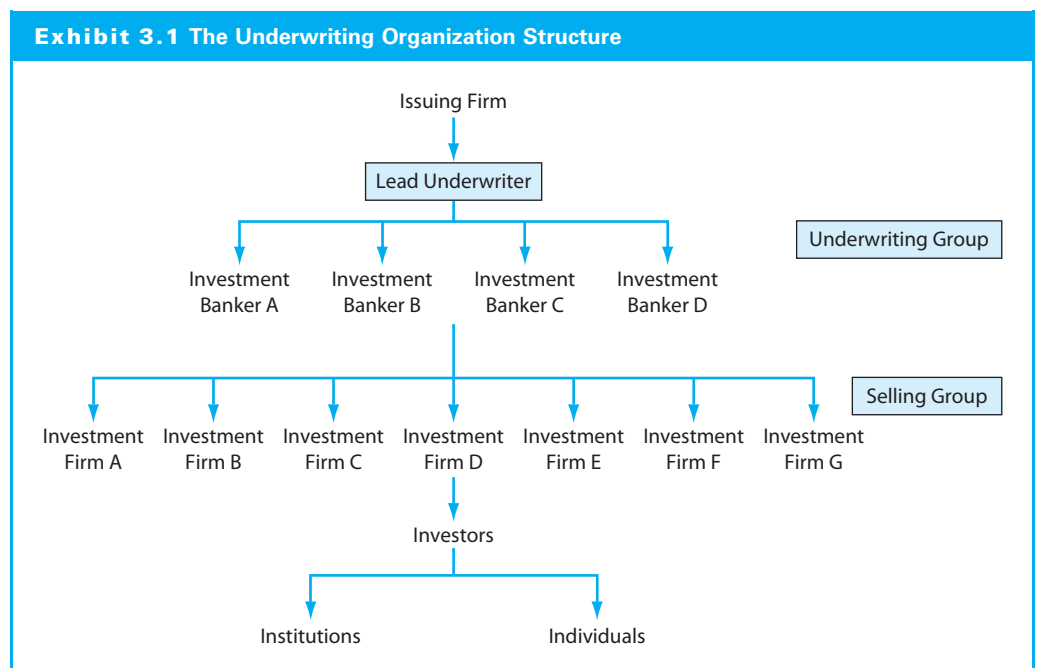 Exhibit 3.1 The Underwriting Organization Structure
Issuing Firm
Lead Underwriter
Underwriting Group
Investment Banker A
Investment Banker B
Investment Banker C
Investment Banker D
Selling Group
Investment Firm A
Investment Firm B
Investment Firm C
Investment Firm D
Investment Firm E
Investment Firm F
Investment Firm G
Investors
Institutions
Individuals